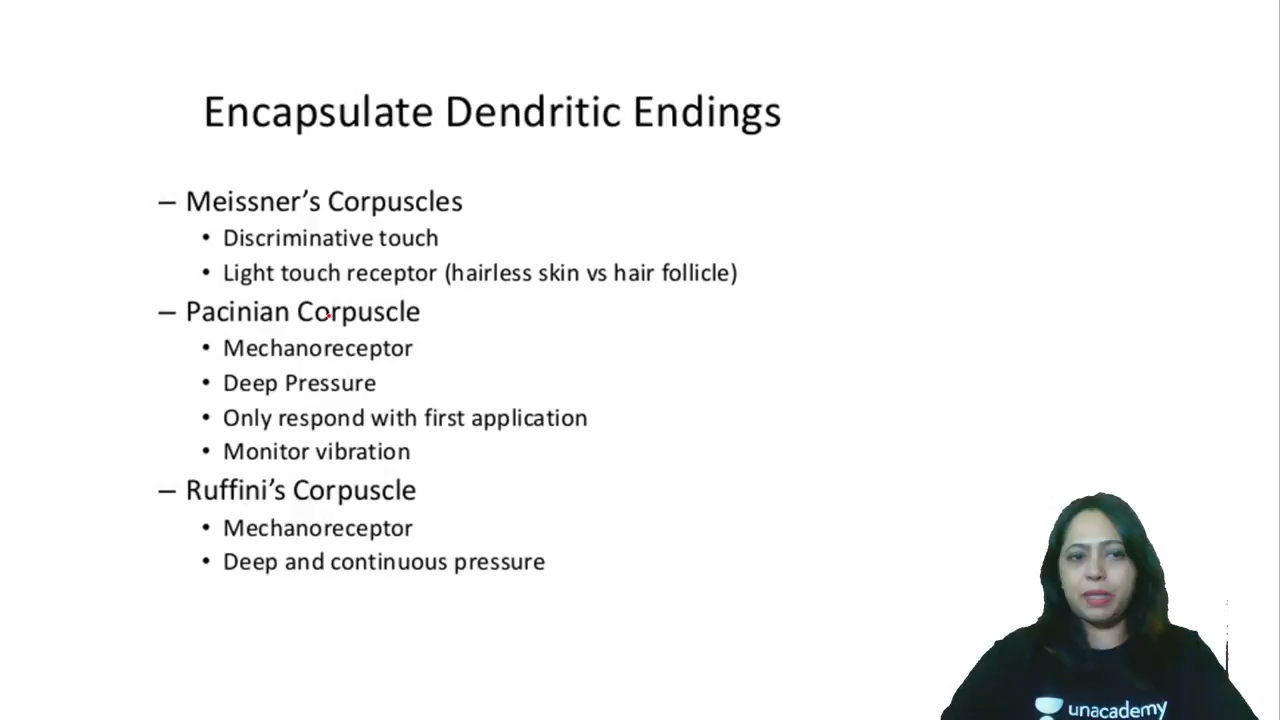 Encapsulate Dendritic Endings
– Meissner’s Corpuscles
• Discriminative touch
• Light touch receptor (hairless skin vs hair follicle)
– Pacinian Corpuscle
• Mechanoreceptor
• Deep Pressure
• Only respond with first application
• Monitor vibration
– Ruffini’s Corpuscle
• Mechanoreceptor
• Deep and continuous pressure
unacademy